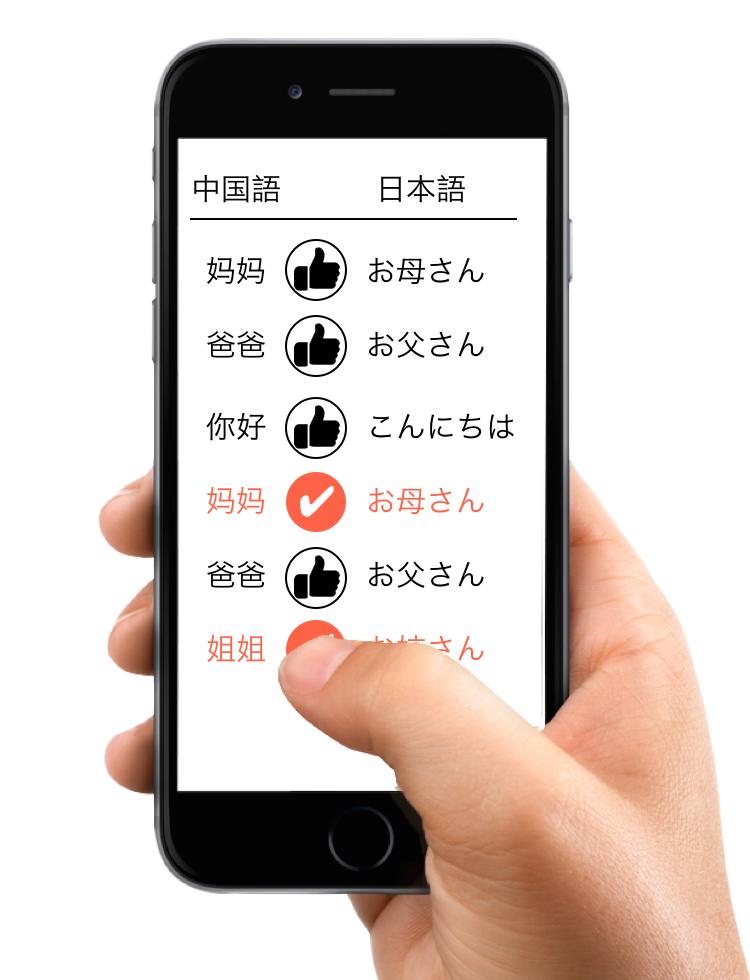 中国語 日本語
妈妈 お母さん
爸爸 お父さん
你好 こんにちは
妈妈 お母さん
爸爸 お父さん
姐姐 お姉さん